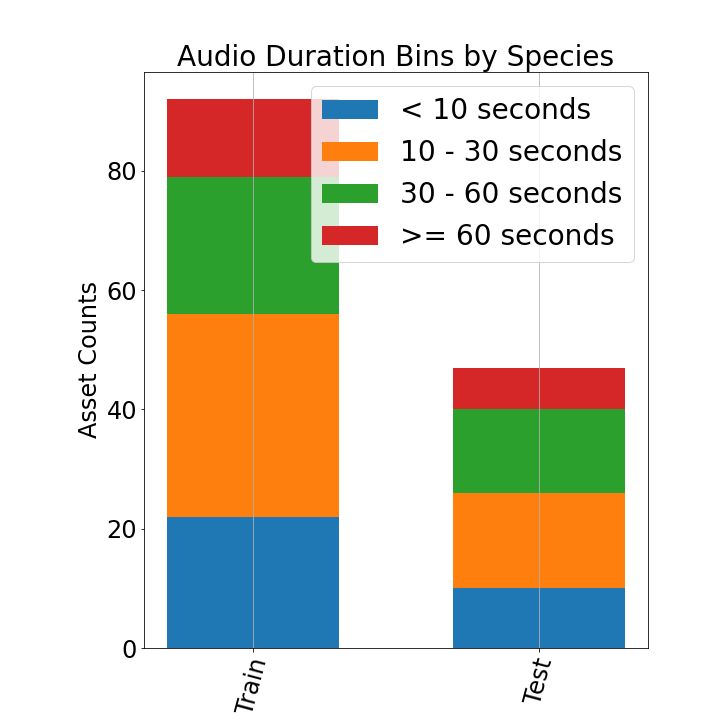 Audio Duration Bins by Species
< 10 seconds
10 - 30 seconds
30 - 60 seconds
>= 60 seconds
Asset Counts
80
60
40
20
0
Train
Test